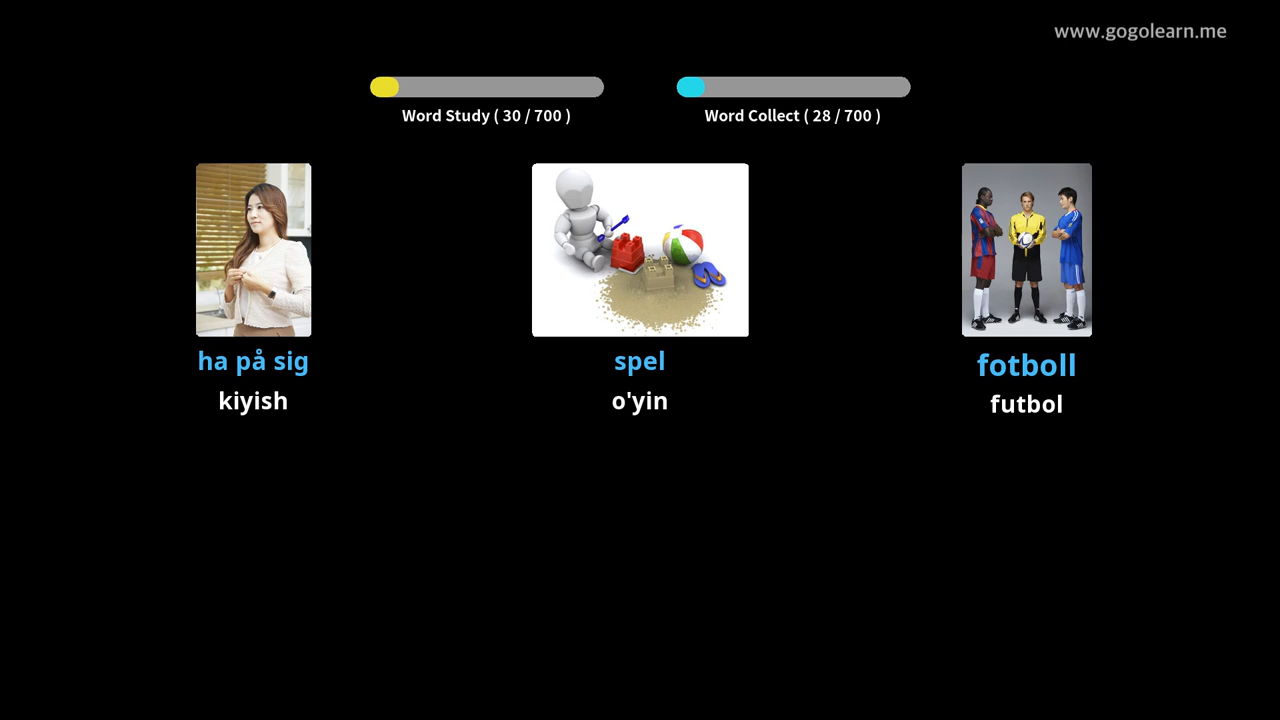 www.gogolearn.me
Word Study ( 30 / 700 )
Word Collect ( 28 / 700 )
ha på sig
spel
fotboll
kiyish
o'yin
futbol